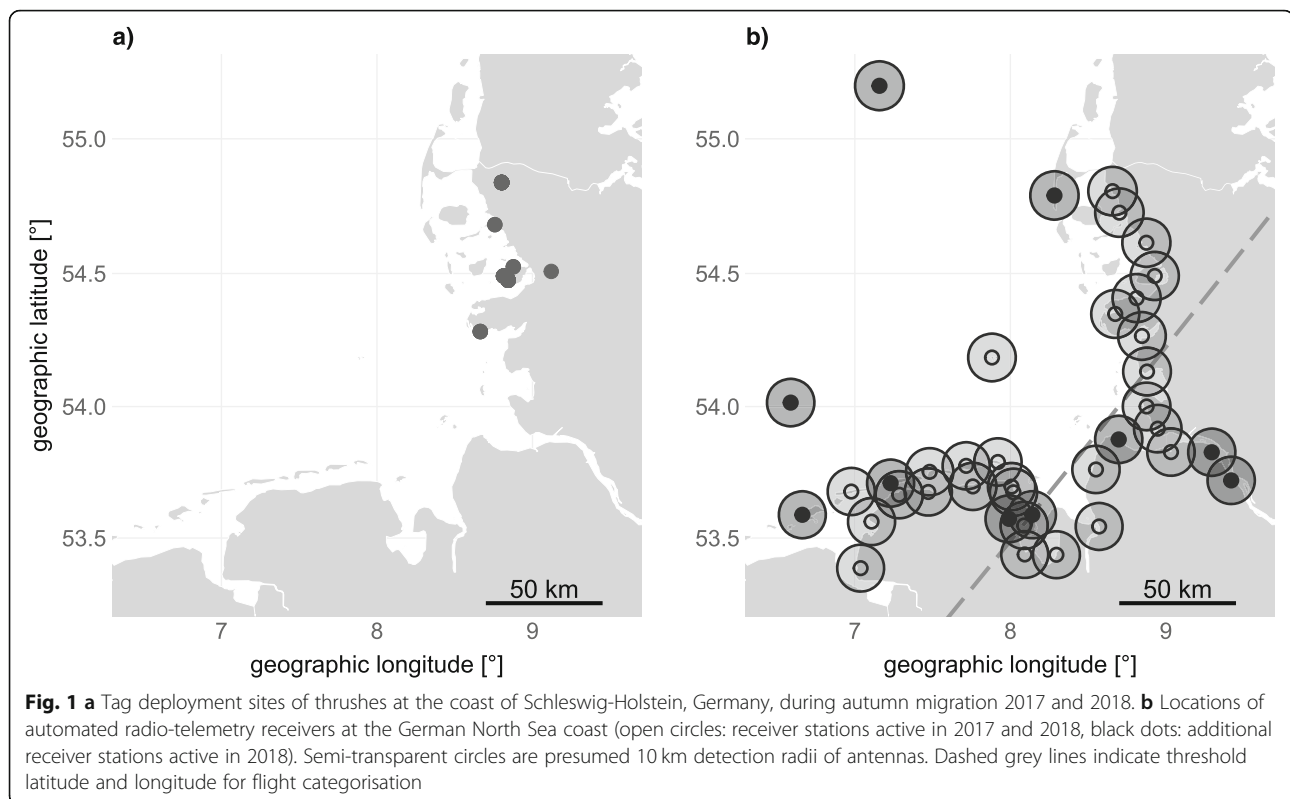 a)
b)
55.0
54.5
54.0
53.5
geographic latitude [°]
50 km
7
8
9
geographic longitude [°]
55.0
54.5
54.0
53.5
50 km
7
8
9
geographic longitude [°]
Fig. 1 a Tag deployment sites of thrushes at the coast of Schleswig-Holstein, Germany, during autumn migration 2017 and 2018. b Locations of
automated radio-telemetry receivers at the German North Sea coast (open circles: receiver stations active in 2017 and 2018, black dots: additional
receiver stations active in 2018). Semi-transparent circles are presumed 10 km detection radii of antennas. Dashed grey lines indicate threshold
latitude and longitude for flight categorisation